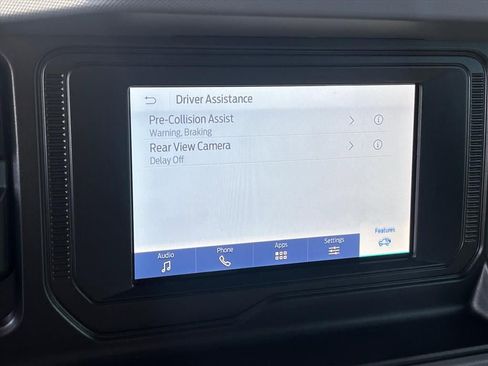 Driver Assistance
Pre-Collision Assist
Warning, Braking
Rear View Camera
Delay Off
Audio Phone Apps Settings Features